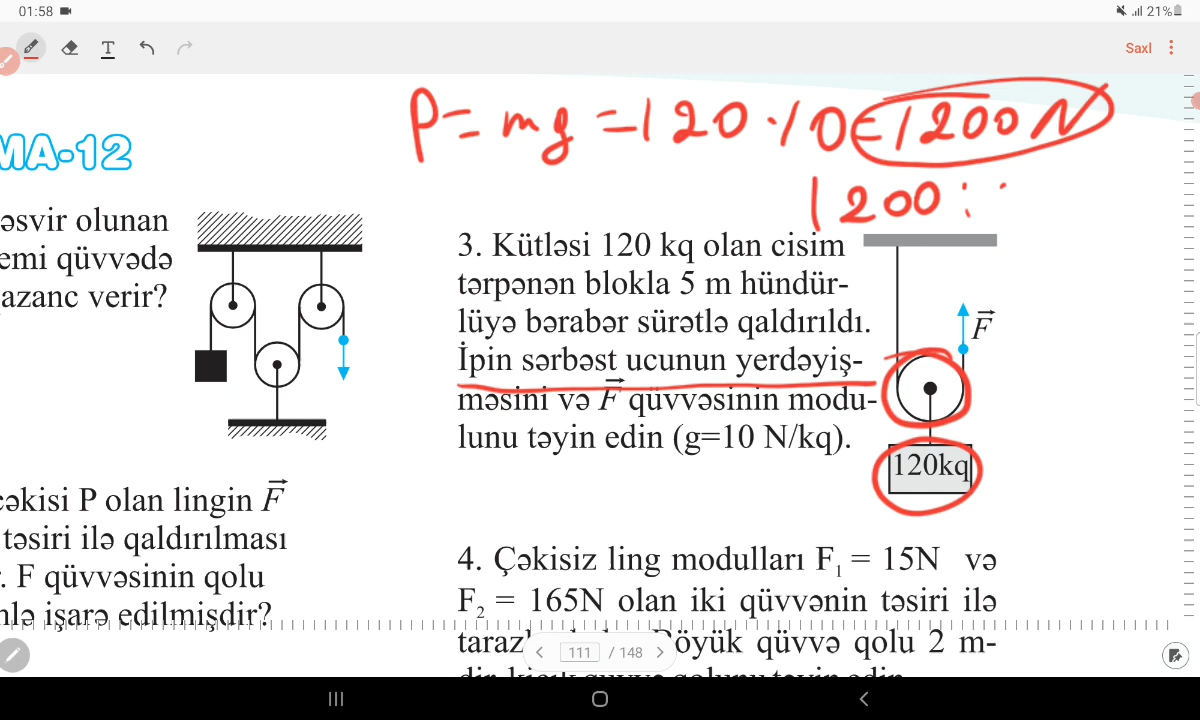 01:58
21%
T
Saxl
P = mg = 120 · 10 = 1200 N
1200 :
MA-12
əsvir olunan
emi qüvvədə
azanc verir?
3. Kütləsi 120 kq olan cisim
tərpənən blokla 5 m hündür-
lüyə bərabər sürətlə qaldırıldı.
İpin sərbəst ucunun yerdəyiş-
məsini və F qüvvəsinin modu-
lunu təyin edin (g=10 N/kq).
F
120kq
çəkisi P olan lingin F
təsiri ilə qaldırılması
. F qüvvəsinin qolu
nlə işarə edilmişdir?
4. Çəkisiz ling modulları F₁ = 15N və
F₂ = 165N olan iki qüvvənin təsiri ilə
taraz
öyük qüvvə qolu 2 m-
111 / 148